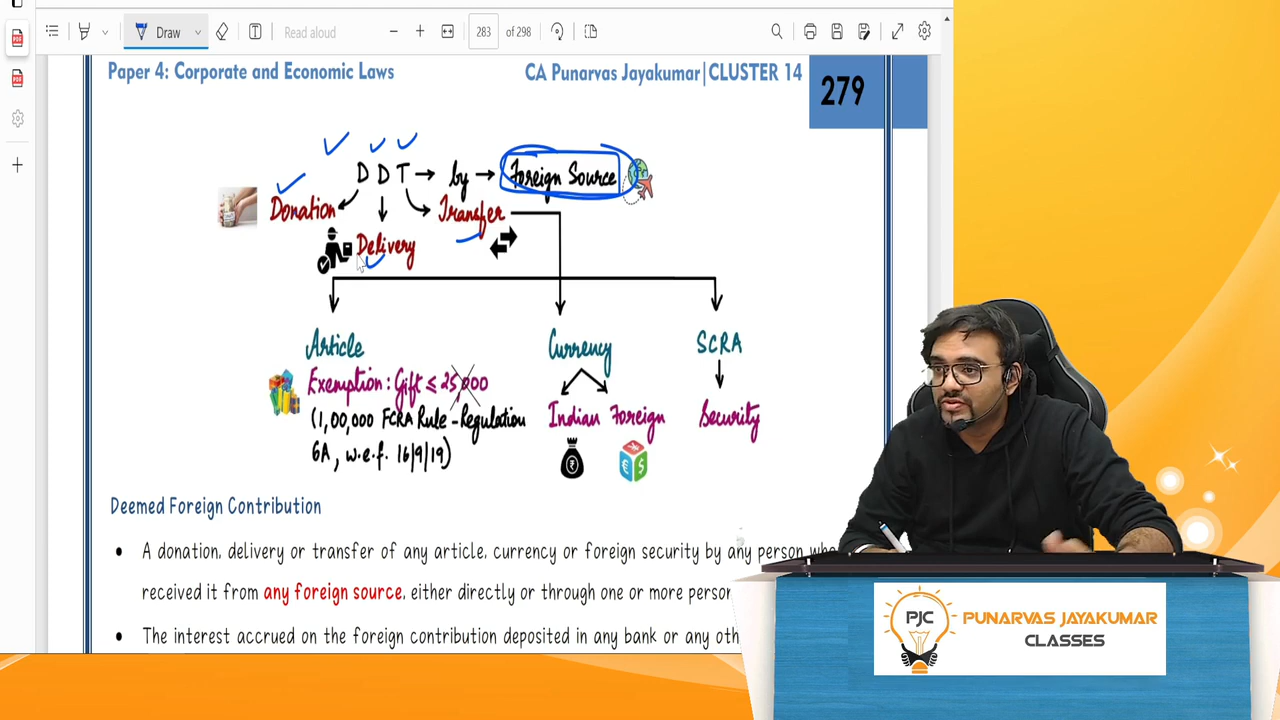 Draw
Read aloud
283 of 298
Paper 4: Corporate and Economic Laws
CA Punarvas Jayakumar|CLUSTER 14
279
D D T → by → Foreign Source
Donation
Transfer
Delivery
Article
Currency
SCRA
Exemption : Gift ≤ 25,000
(1,00,000 FCRA Rule - Regulation
6A, w.e.f. 16/9/19)
Indian Foreign
Security
Deemed Foreign Contribution
• A donation, delivery or transfer of any article, currency or foreign security by any person
received it from any foreign source, either directly or through one or more
• The interest accrued on the foreign contribution deposited in any bank or any
PJC
PUNARVAS JAYAKUMAR
CLASSES